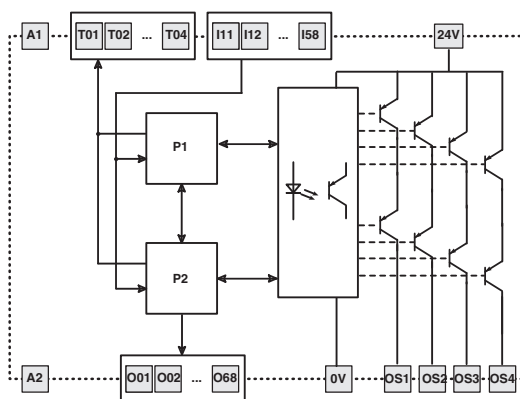 A1 T01 T02 ... T04 I11 I12 ... I58 24V
P1
P2
A2 O01 O02 ... O68 0V OS1 OS2 OS3 OS4